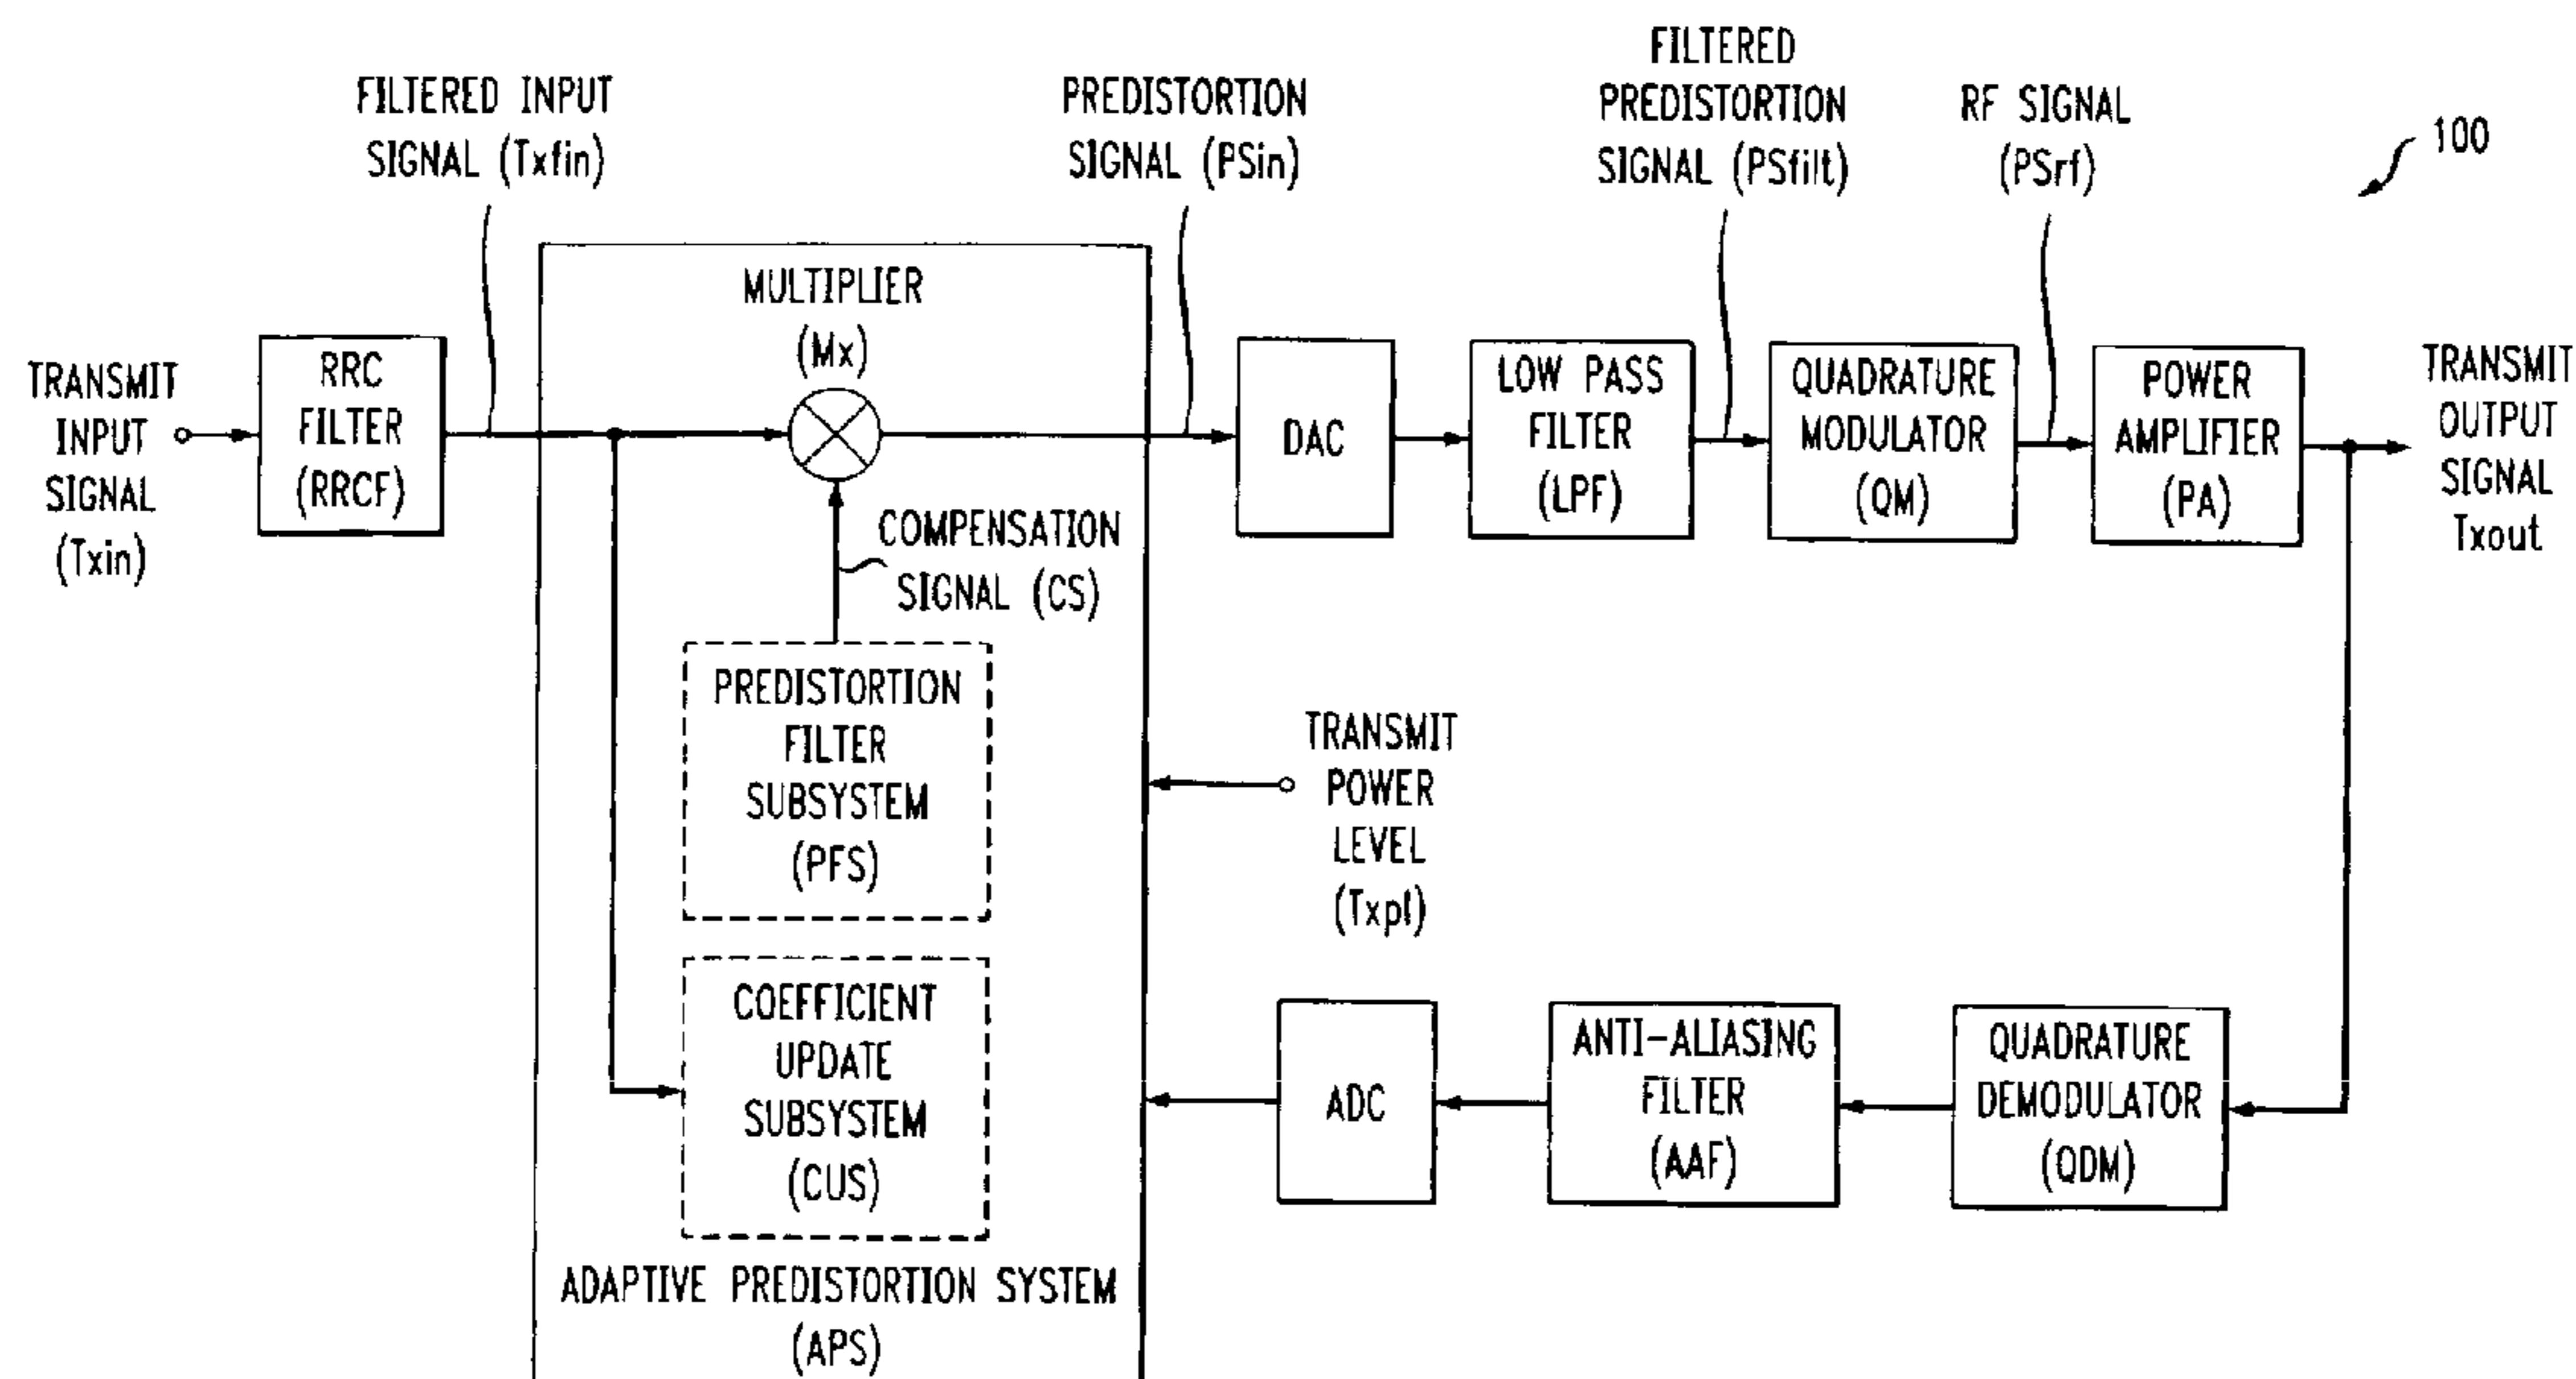 FILTERED INPUT
SIGNAL (Txfin)
PREDISTORTION
SIGNAL (PSin)
FILTERED
PREDISTORTION
SIGNAL (PSfilt)
RF SIGNAL
(PSrf)
100
TRANSMIT
INPUT
SIGNAL
(Txin)
RRC
FILTER
(RRCF)
MULTIPLIER
(Mx)
DAC
LOW PASS
FILTER
(LPF)
QUADRATURE
MODULATOR
(QM)
POWER
AMPLIFIER
(PA)
TRANSMIT
OUTPUT
SIGNAL
Txout
COMPENSATION
SIGNAL (CS)
PREDISTORTION
FILTER
SUBSYSTEM
(PFS)
TRANSMIT
POWER
LEVEL
(Txpl)
COEFFICIENT
UPDATE
SUBSYSTEM
(CUS)
ADC
ANTI-ALIASING
FILTER
(AAF)
QUADRATURE
DEMODULATOR
(QDM)
ADAPTIVE PREDISTORTION SYSTEM
(APS)